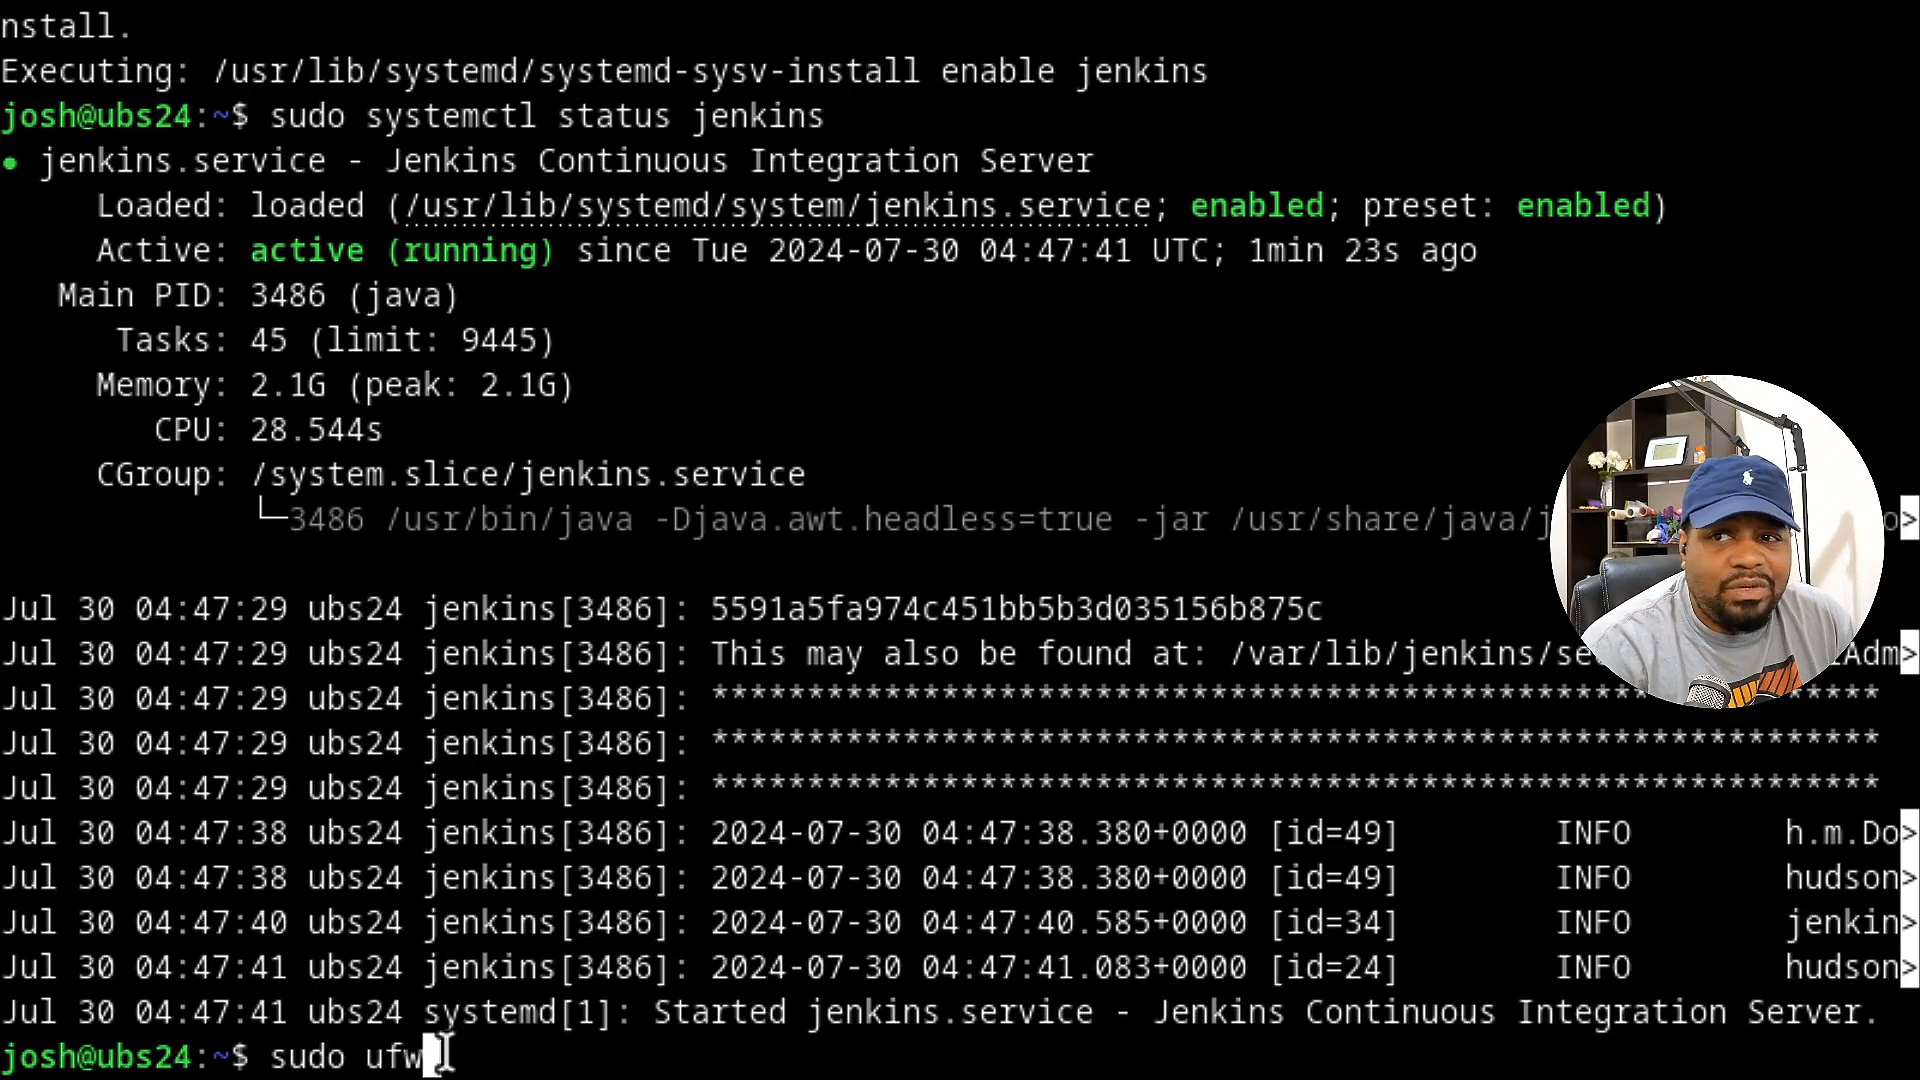 nstall.
Executing: /usr/lib/systemd/systemd-sysv-install enable jenkins
josh@ubs24:~$ sudo systemctl status jenkins
● jenkins.service - Jenkins Continuous Integration Server
Loaded: loaded (/usr/lib/systemd/system/jenkins.service; enabled; preset: enabled)
Active: active (running) since Tue 2024-07-30 04:47:41 UTC; 1min 23s ago
Main PID: 3486 (java)
Tasks: 45 (limit: 9445)
Memory: 2.1G (peak: 2.1G)
CPU: 28.544s
CGroup: /system.slice/jenkins.service
└─3486 /usr/bin/java -Djava.awt.headless=true -jar /usr/share/java/j o>
Jul 30 04:47:29 ubs24 jenkins[3486]: 5591a5fa974c451bb5b3d035156b875c
Jul 30 04:47:29 ubs24 jenkins[3486]: This may also be found at: /var/lib/jenkins/se Adm>
Jul 30 04:47:29 ubs24 jenkins[3486]: *************************************************************
Jul 30 04:47:29 ubs24 jenkins[3486]: *************************************************************
Jul 30 04:47:29 ubs24 jenkins[3486]: *************************************************************
Jul 30 04:47:38 ubs24 jenkins[3486]: 2024-07-30 04:47:38.380+0000 [id=49] INFO h.m.Do>
Jul 30 04:47:38 ubs24 jenkins[3486]: 2024-07-30 04:47:38.380+0000 [id=49] INFO hudson>
Jul 30 04:47:40 ubs24 jenkins[3486]: 2024-07-30 04:47:40.585+0000 [id=34] INFO jenkin>
Jul 30 04:47:41 ubs24 jenkins[3486]: 2024-07-30 04:47:41.083+0000 [id=24] INFO hudson>
Jul 30 04:47:41 ubs24 systemd[1]: Started jenkins.service - Jenkins Continuous Integration Server.
josh@ubs24:~$ sudo ufw